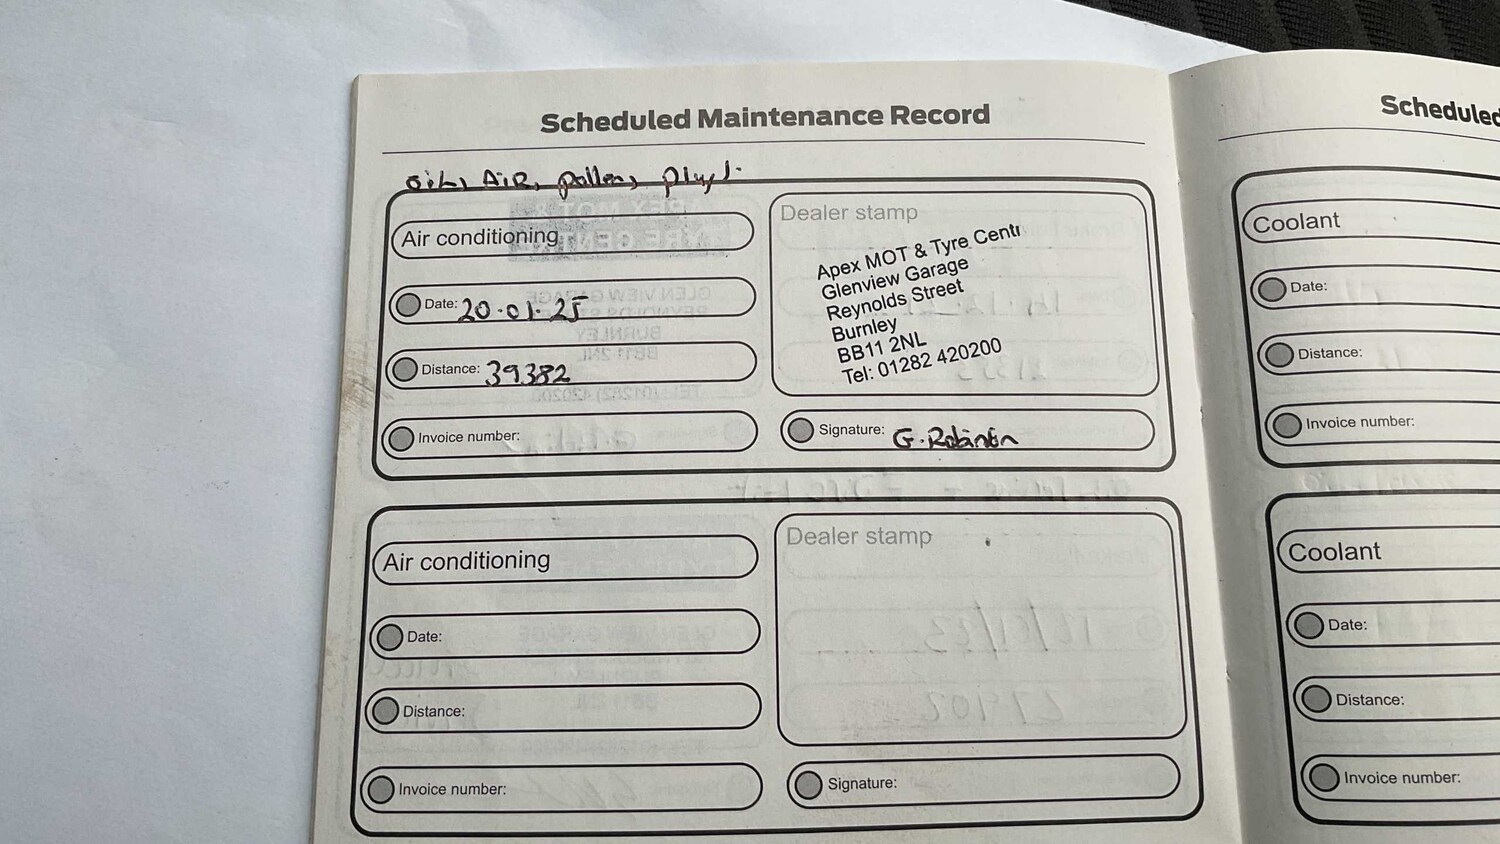 Scheduled Maintenance Record
oil, AIR, pollen, plugs.
Air conditioning
Date: 20.01.25
Distance: 39382
Invoice number:
Dealer stamp
Apex MOT & Tyre Centr
Glenview Garage
Reynolds Street
Burnley
BB11 2NL
Tel: 01282 420200
Signature: G. Robinson
Air conditioning
Date:
Distance:
Invoice number:
Dealer stamp
Signature:
Scheduled
Coolant
Date:
Distance:
Invoice number:
Coolant
Date:
Distance:
Invoice number: